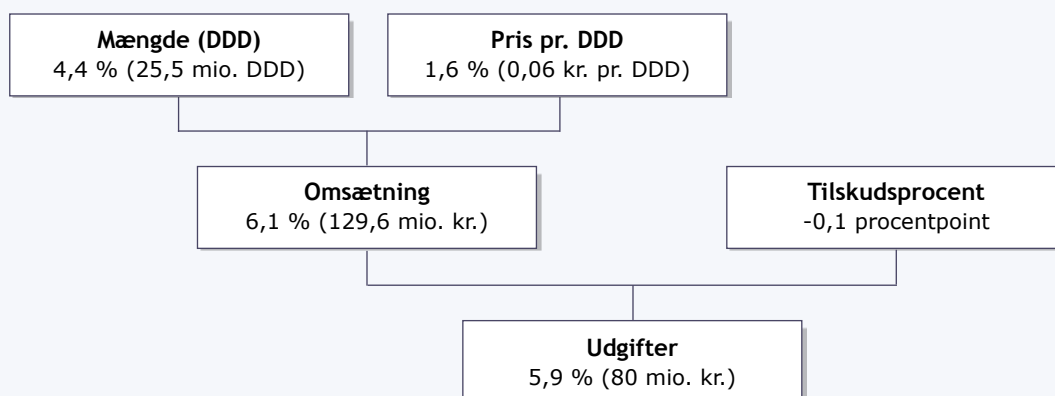 Mængde (DDD)
4,4 % (25,5 mio. DDD)
Pris pr. DDD
1,6 % (0,06 kr. pr. DDD)
Omsætning
6,1 % (129,6 mio. kr.)
Tilskudsprocent
-0,1 procentpoint
Udgifter
5,9 % (80 mio. kr.)